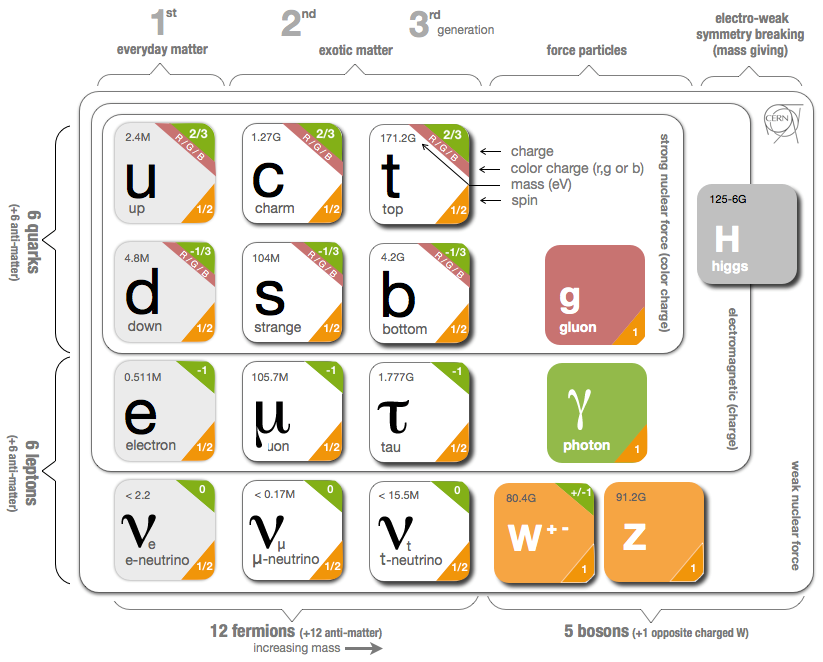 1st
2nd
3rd generation
everyday matter
exotic matter
force particles
electro-weak
symmetry breaking
(mass giving)
CERN
6 quarks
(+6 anti-matter)
2.4M
2/3
R/G/B
u
up
1/2
1.27G
2/3
R/G/B
c
charm
1/2
171.2G
2/3
R/G/B
t
top
1/2
charge
color charge (r,g or b)
mass (eV)
spin
strong nuclear force (color charge)
125-6G
H
higgs
4.8M
-1/3
R/G/B
d
down
1/2
104M
-1/3
R/G/B
s
strange
1/2
4.2G
-1/3
R/G/B
b
bottom
1/2
g
gluon
1
electromagnetic (charge)
6 leptons
(+6 anti-matter)
0.511M
-1
e
electron
1/2
105.7M
-1
μ
uon
1/2
1.777G
-1
τ
tau
1/2
γ
photon
1
weak nuclear force
< 2.2
0
νe
e-neutrino
1/2
< 0.17M
0
νμ
μ-neutrino
1/2
< 15.5M
0
νt
t-neutrino
1/2
80.4G
+/-1
W+ -
1
91.2G
Z
1
12 fermions (+12 anti-matter)
increasing mass
5 bosons (+1 opposite charged W)